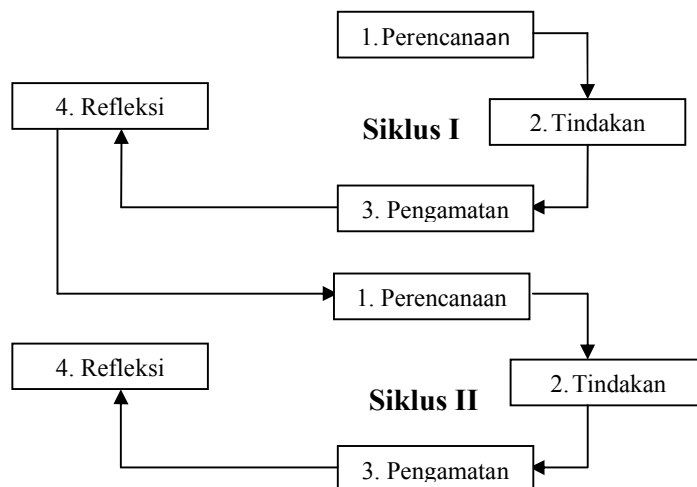 1. Perencanaan
4. Refleksi
Siklus I
2. Tindakan
3. Pengamatan
1. Perencanaan
4. Refleksi
2. Tindakan
Siklus II
3. Pengamatan